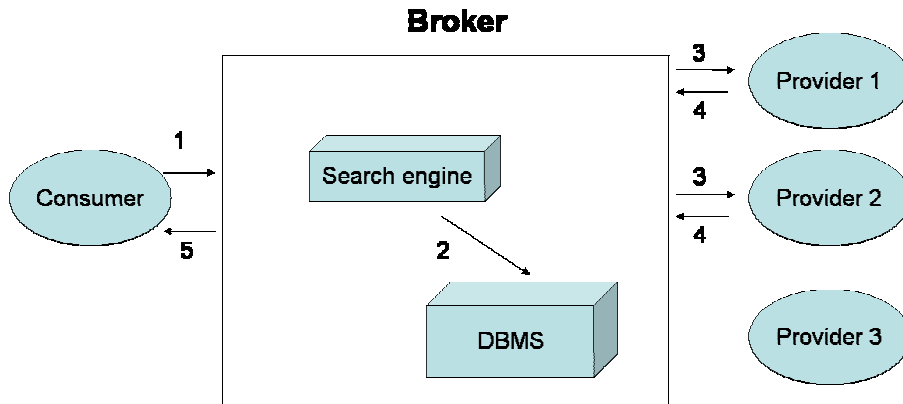 Broker
3
Provider 1
4
1
Search engine
Consumer
3
Provider 2
4
5
2
DBMS
Provider 3